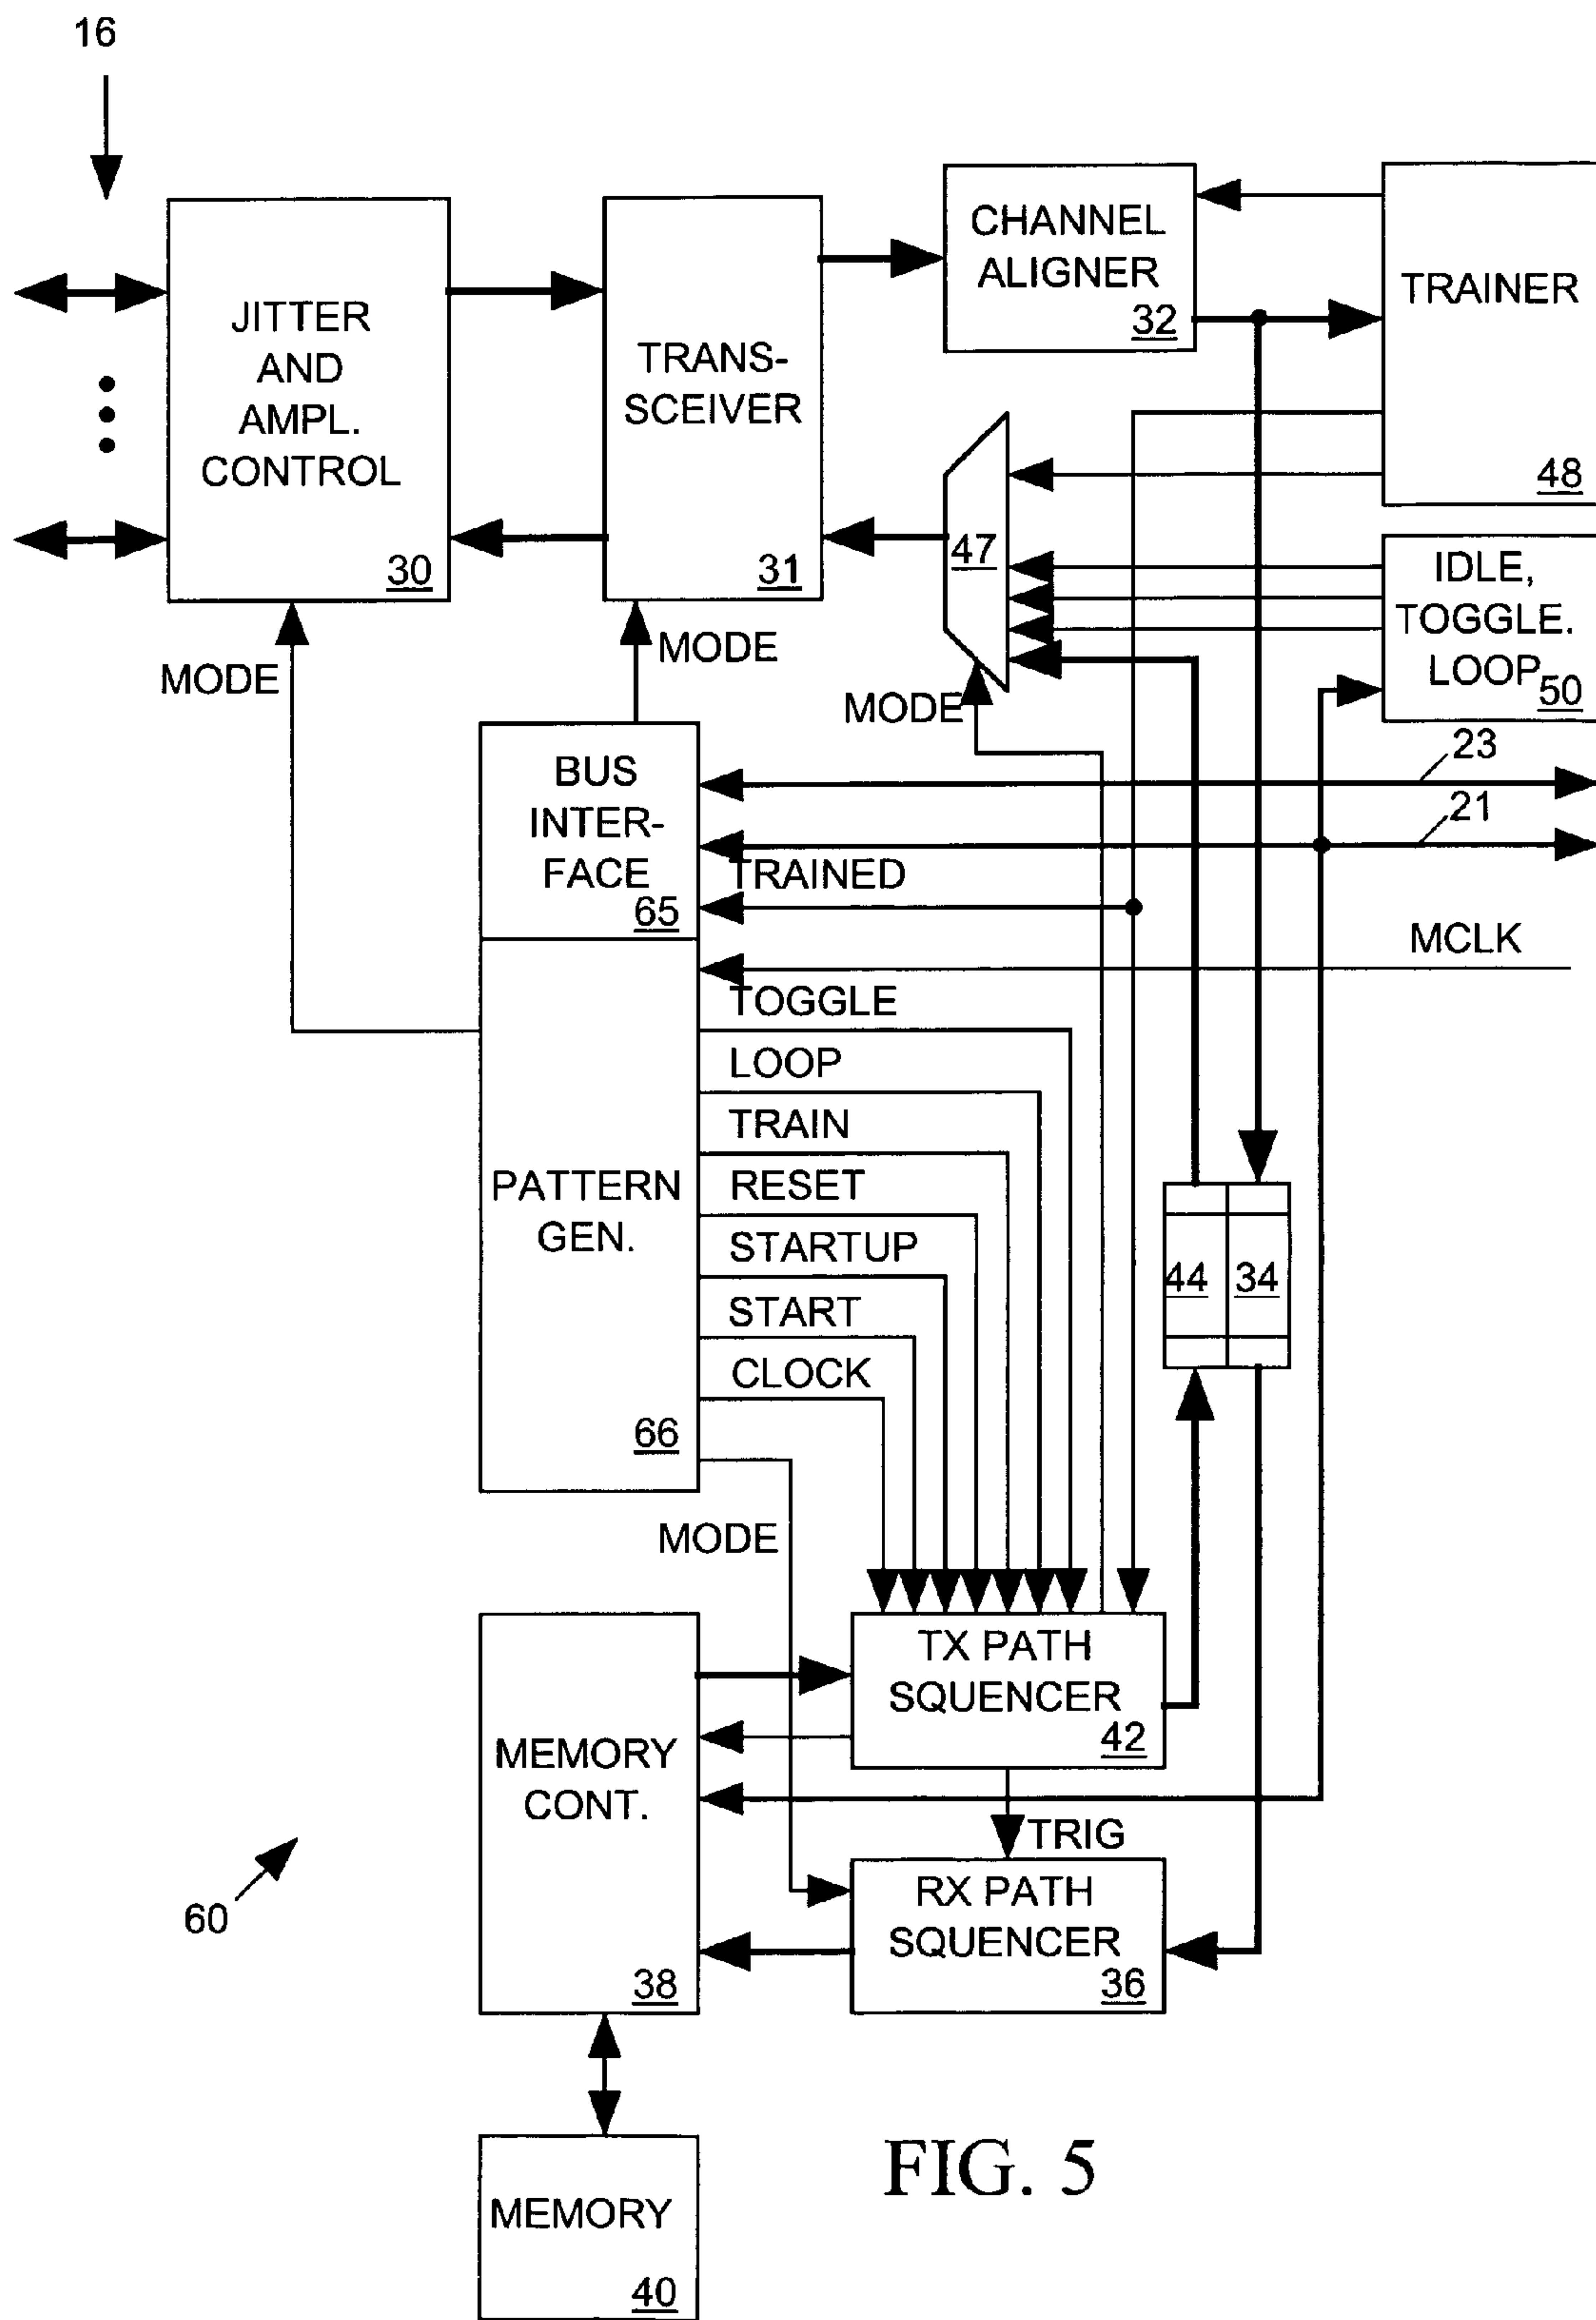 16
JITTER
AND
AMPL.
CONTROL
30
TRANS-
SCEIVER
31
CHANNEL
ALIGNER
32
TRAINER
48
47
IDLE,
TOGGLE.
LOOP
50
MODE
MODE
MODE
23
21
BUS
INTER-
FACE
65
TRAINED
MCLK
TOGGLE
LOOP
TRAIN
RESET
STARTUP
START
CLOCK
PATTERN
GEN.
66
44
34
MODE
TX PATH
SQUENCER
42
MEMORY
CONT.
38
TRIG
RX PATH
SQUENCER
36
60
MEMORY
40
FIG. 5